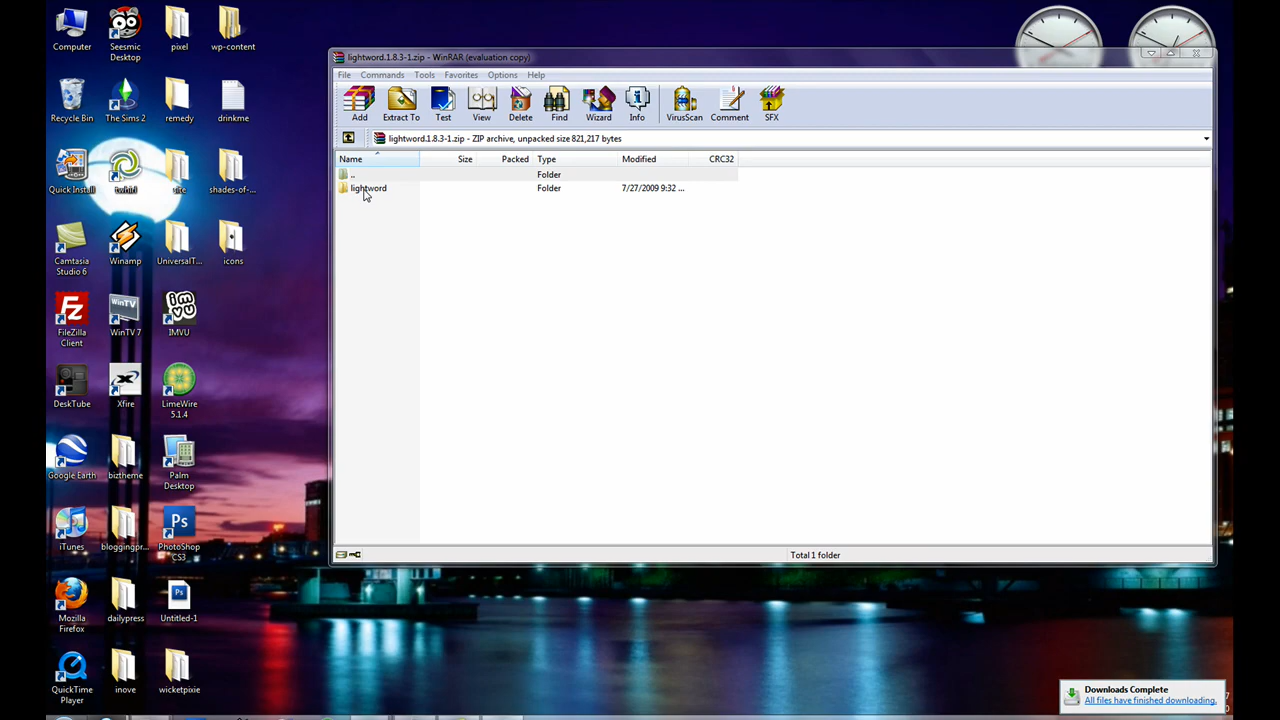 Computer
Seesmic
Desktop
pixel
wp-content
Recycle Bin
The Sims 2
remedy
drinkme
Quick Install
twhirl
shades-of-...
Camtasia
Studio 6
Winamp
UniversalT...
icons
FileZilla
Client
WinTV 7
IMVU
DeskTube
Xfire
LimeWire
5.1.4
Google Earth
biztheme
Palm
Desktop
iTunes
bloggingpr...
PhotoShop
CS3
Mozilla
Firefox
dailypress
Untitled-1
QuickTime
Player
inove
wicketpixie
lightword.1.8.3-1.zip - WinRAR (evaluation copy)
File Commands Tools Favorites Options Help
Add Extract To Test View Delete Find Wizard Info VirusScan Comment SFX
lightword.1.8.3-1.zip - ZIP archive, unpacked size 821,217 bytes
Name Size Packed Type Modified CRC32
.. Folder
lightword Folder 7/27/2009 9:32 ...
Total 1 folder
Downloads Complete
All files have finished downloading.